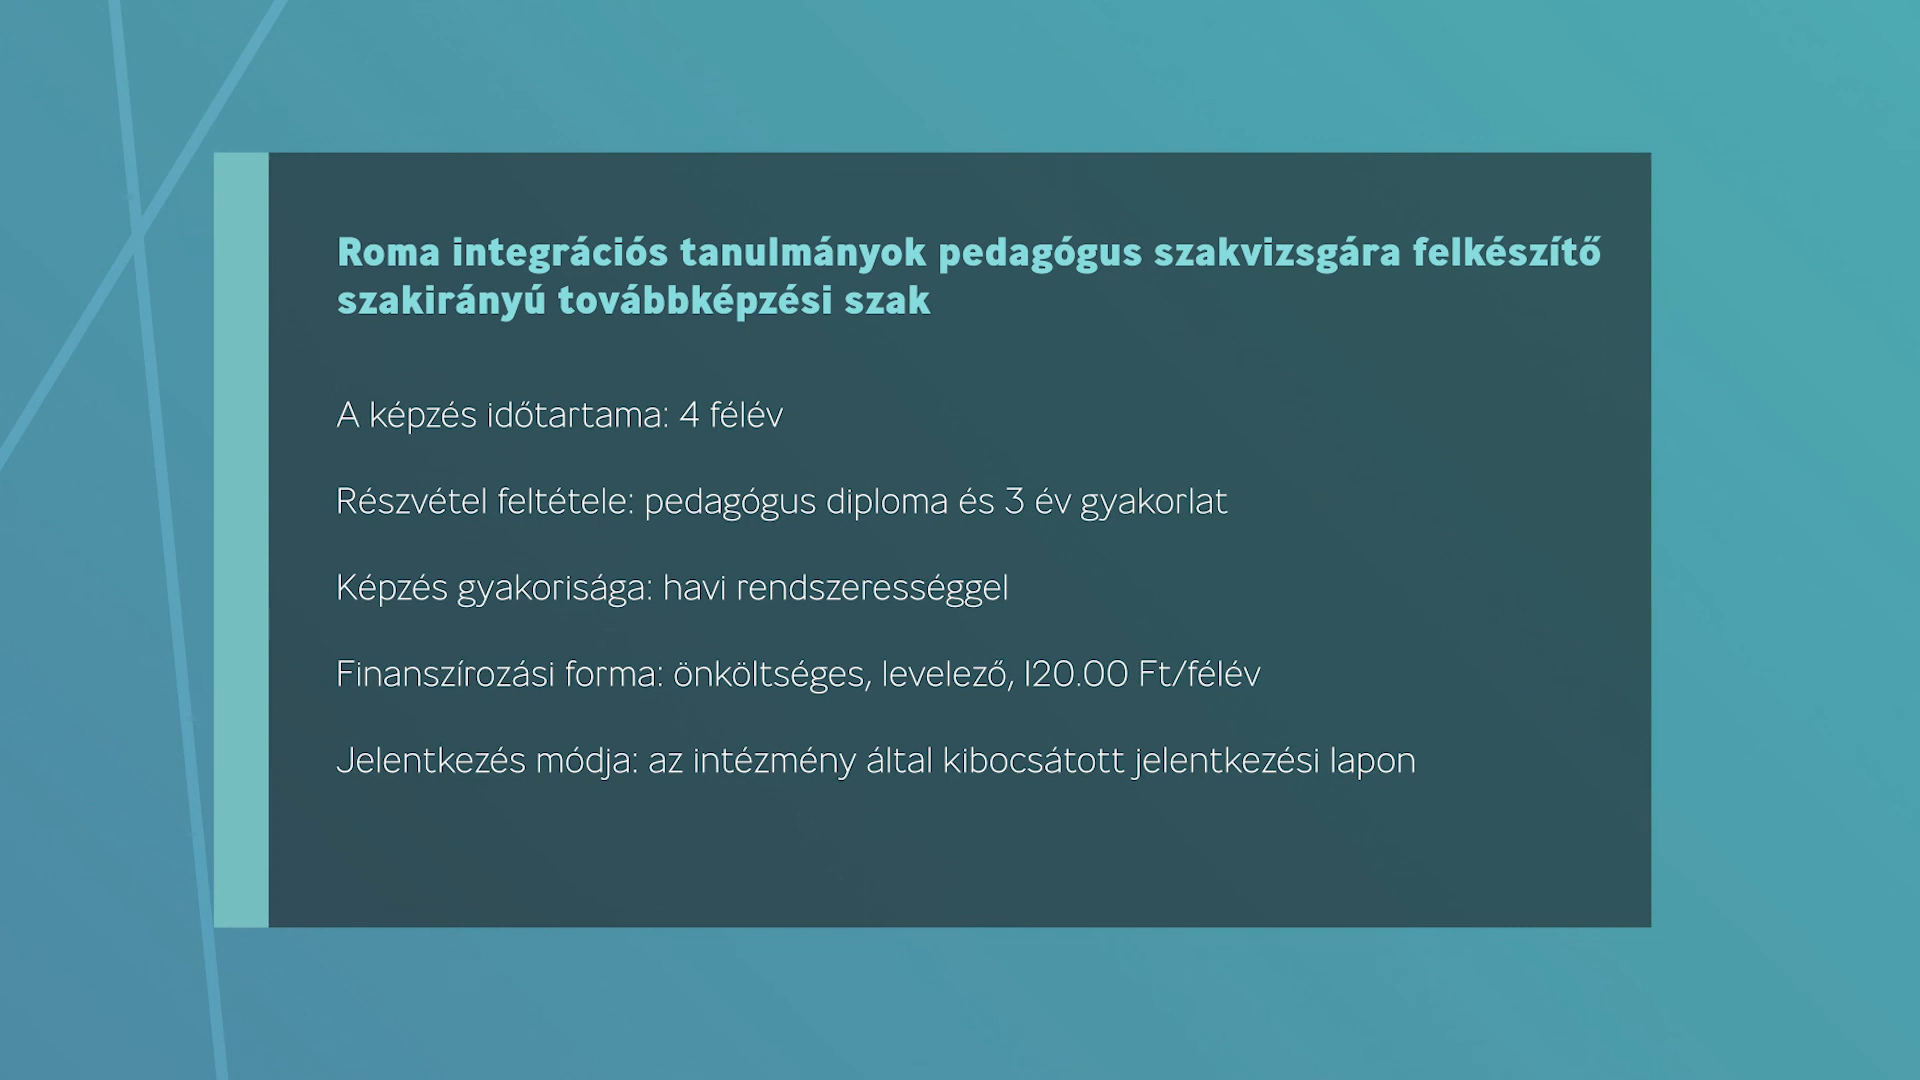 Roma integrációs tanulmányok pedagógus szakvizsgára felkészítő
szakirányú továbbképzési szak
A képzés időtartama: 4 félév
Részvétel feltétele: pedagógus diploma és 3 év gyakorlat
Képzés gyakorisága: havi rendszerességgel
Finanszírozási forma: önköltséges, levelező, 120.00 Ft/félév
Jelentkezés módja: az intézmény által kibocsátott jelentkezési lapon